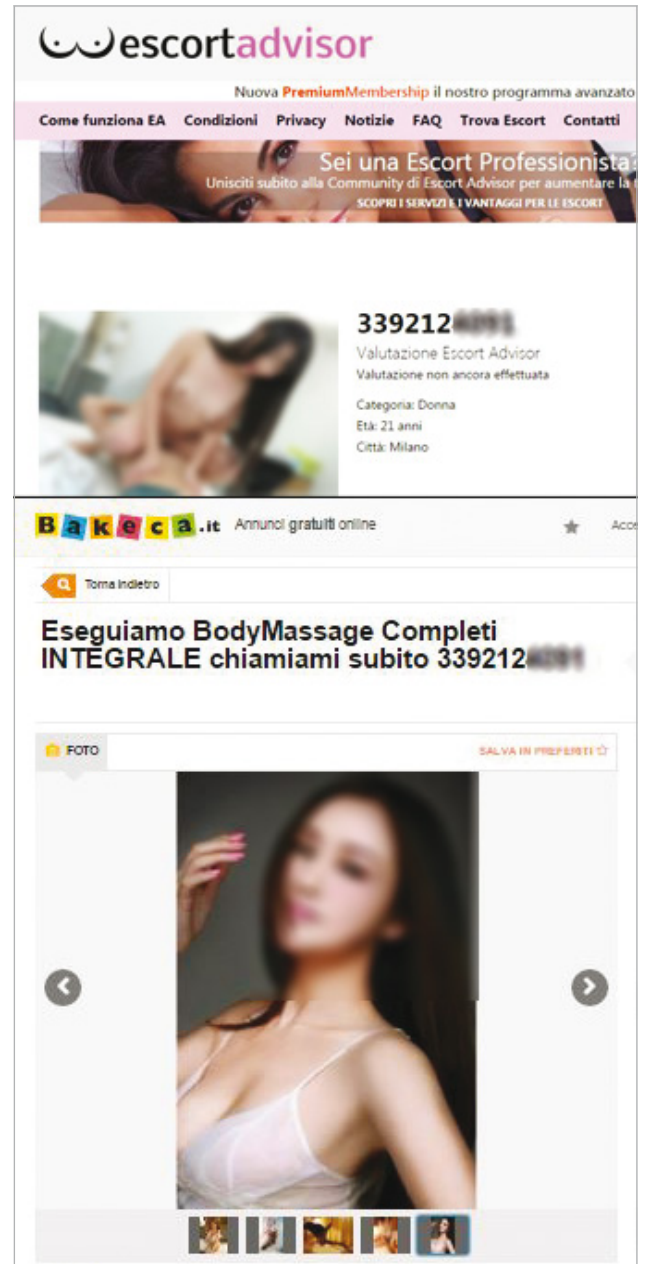 escortadvisor
Nuova PremiumMembership il nostro programma avanzato
Come funziona EA Condizioni Privacy Notizie FAQ Trova Escort Contatti
Sei una Escort Professionista?
Unisciti subito alla Community di Escort Advisor per aumentare la
SCOPRI I SERVIZI E I VANTAGGI PER LE ESCORT
339212
Valutazione Escort Advisor
Valutazione non ancora effettuata
Categoria: Donna
Età: 21 anni
Città: Milano
Bakeca.it Annunci gratuiti online
Torna indietro
Eseguiamo BodyMassage Completi
INTEGRALE chiamiami subito 339212
FOTO SALVA IN PREFERITI